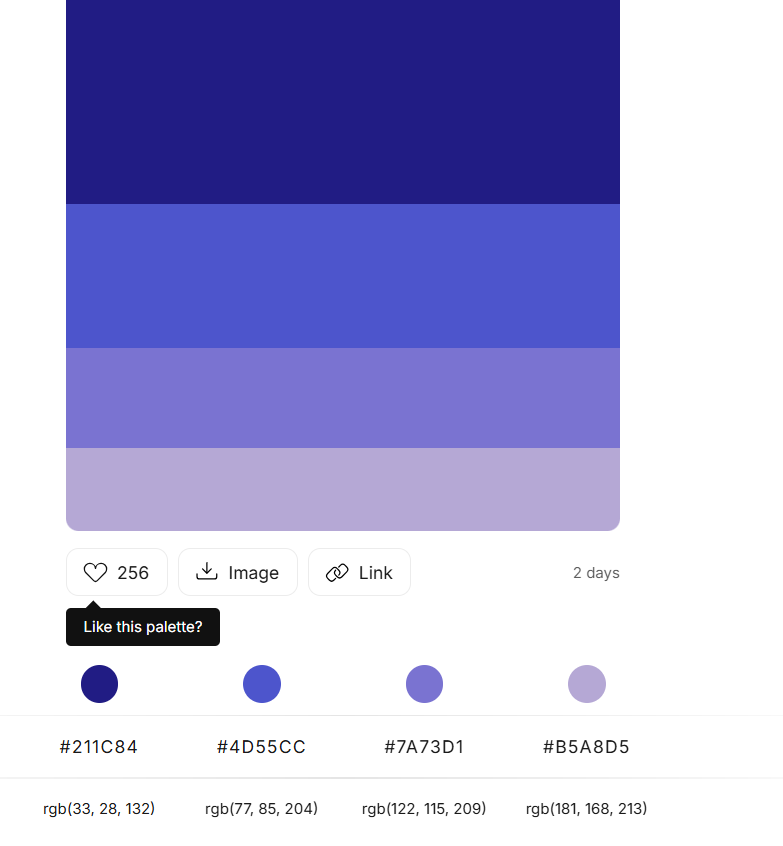 256 Image Link 2 days
Like this palette?
#211C84 #4D55CC #7A73D1 #B5A8D5
rgb(33, 28, 132) rgb(77, 85, 204) rgb(122, 115, 209) rgb(181, 168, 213)